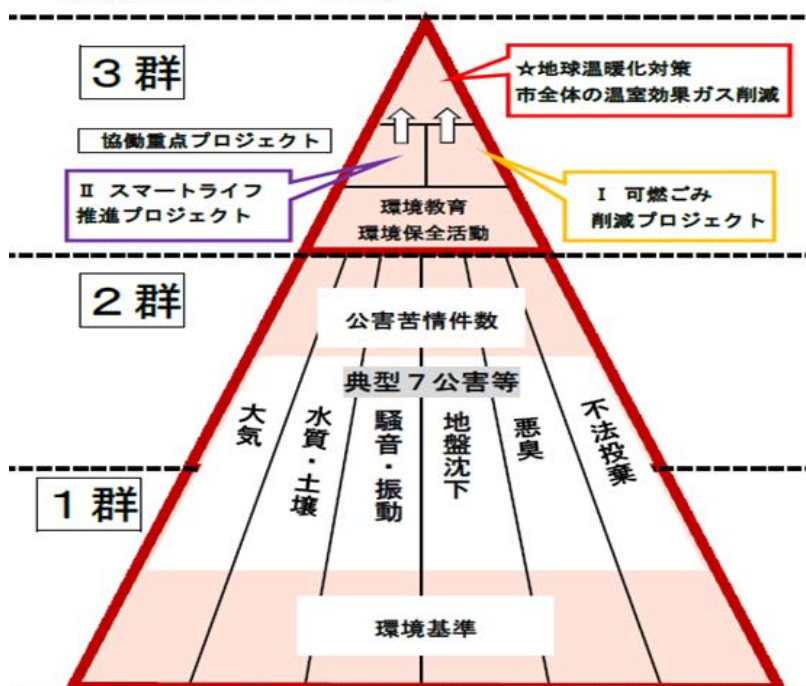 3群
☆地球温暖化対策
市全体の温室効果ガス削減
協働重点プロジェクト
Ⅱ スマートライフ
推進プロジェクト
Ⅰ 可燃ごみ
削減プロジェクト
環境教育
環境保全活動
2群
公害苦情件数
典型7公害等
大気
水質・土壌
騒音・振動
地盤沈下
悪臭
不法投棄
1群
環境基準